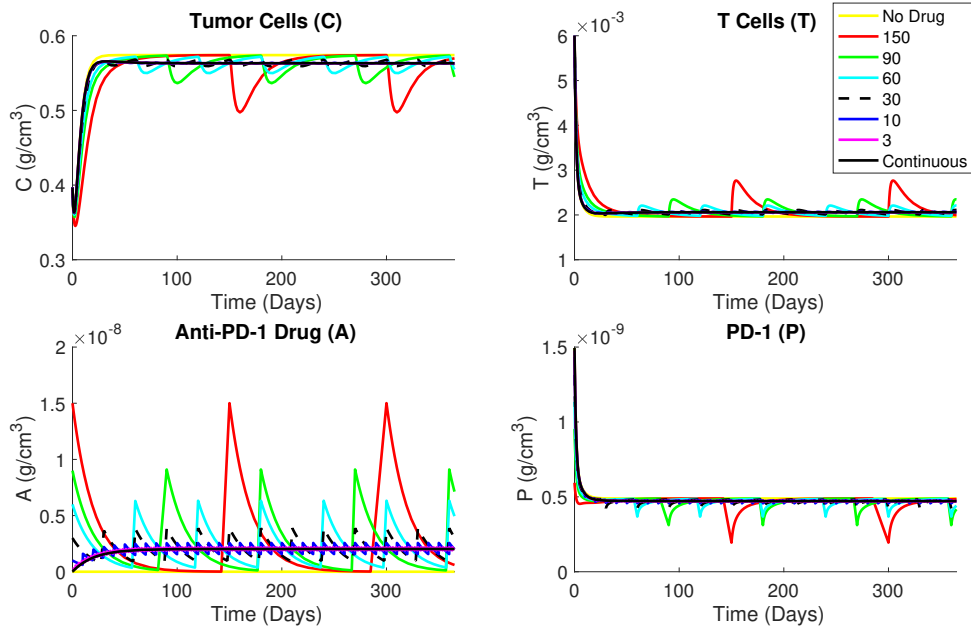 Tumor Cells (C)
0.6
0.5
0.4
0.3
C (g/cm³)
0 100 200 300
Time (Days)
T Cells (T)
×10⁻³
6
5
4
3
2
1
T (g/cm³)
0 100 200 300
Time (Days)
No Drug
150
90
60
30
10
3
Continuous
Anti-PD-1 Drug (A)
×10⁻⁸
2
1.5
1
0.5
0
A (g/cm³)
0 100 200 300
Time (Days)
PD-1 (P)
×10⁻⁹
1.5
1
0.5
0
P (g/cm³)
0 100 200 300
Time (Days)